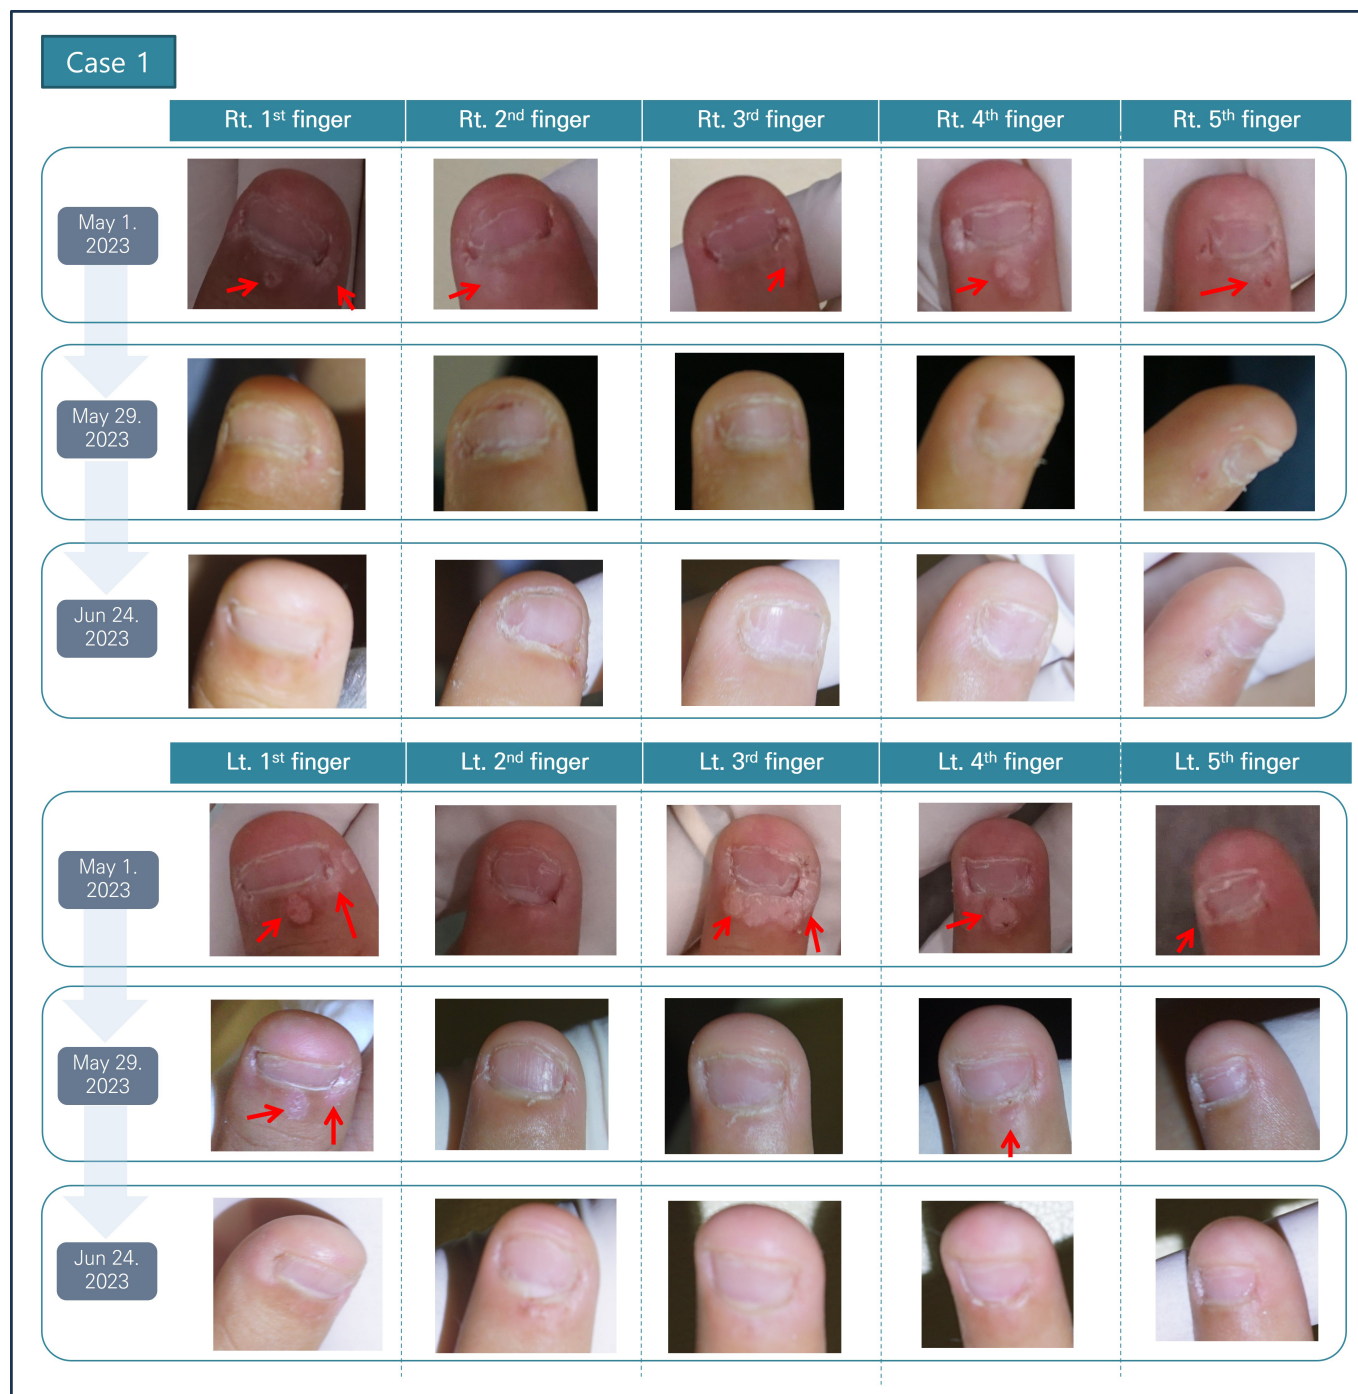 Case 1
Rt. 1st finger
Rt. 2nd finger
Rt. 3rd finger
Rt. 4th finger
Rt. 5th finger
May 1.
2023
May 29.
2023
Jun 24.
2023
Lt. 1st finger
Lt. 2nd finger
Lt. 3rd finger
Lt. 4th finger
Lt. 5th finger
May 1.
2023
May 29.
2023
Jun 24.
2023